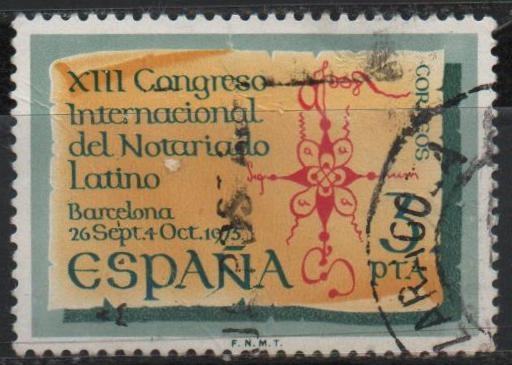 XIII Congreso
Internacional
del Notariado
Latino
Barcelona
26 Sept.4 Oct. 1975
ESPAÑA
CORREOS
PTA
F. N. M. T.